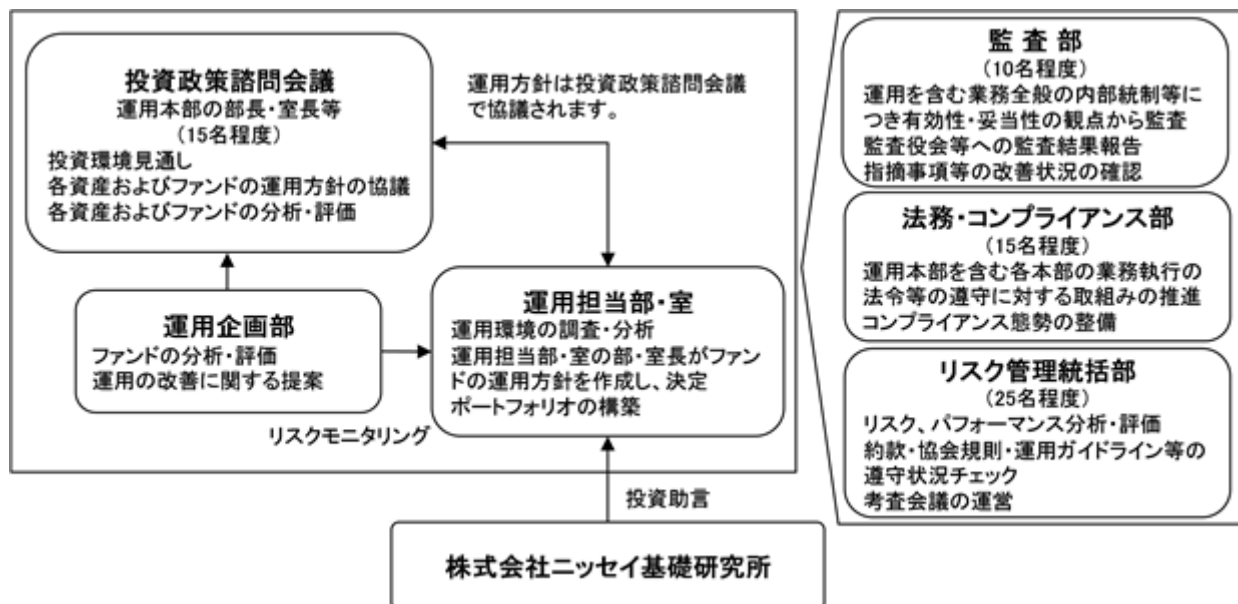 投資政策諮問会議
運用本部の部長・室長等
(15名程度)
投資環境見通し
各資産およびファンドの運用方針の協議
各資産およびファンドの分析・評価
運用方針は投資政策諮問会議
で協議されます。
運用企画部
ファンドの分析・評価
運用の改善に関する提案
リスクモニタリング
運用担当部・室
運用環境の調査・分析
運用担当部・室の部・室長がファン
ドの運用方針を作成し、決定
ポートフォリオの構築
投資助言
株式会社ニッセイ基礎研究所
監 査 部
(10名程度)
運用を含む業務全般の内部統制等に
つき有効性・妥当性の観点から監査
監査役会等への監査結果報告
指摘事項等の改善状況の確認
法務・コンプライアンス部
(15名程度)
運用本部を含む各本部の業務執行の
法令等の遵守に対する取組みの推進
コンプライアンス態勢の整備
リスク管理統括部
(25名程度)
リスク、パフォーマンス分析・評価
約款・協会規則・運用ガイドライン等の
遵守状況チェック
考査会議の運営